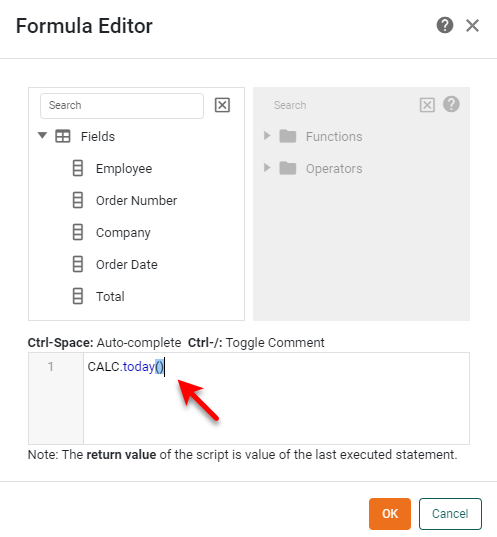 Formula Editor
Search
Fields
Employee
Order Number
Company
Order Date
Total
Search
Functions
Operators
Ctrl-Space: Auto-complete Ctrl-/: Toggle Comment
1 CALC.today()
Note: The return value of the script is value of the last executed statement.
OK Cancel